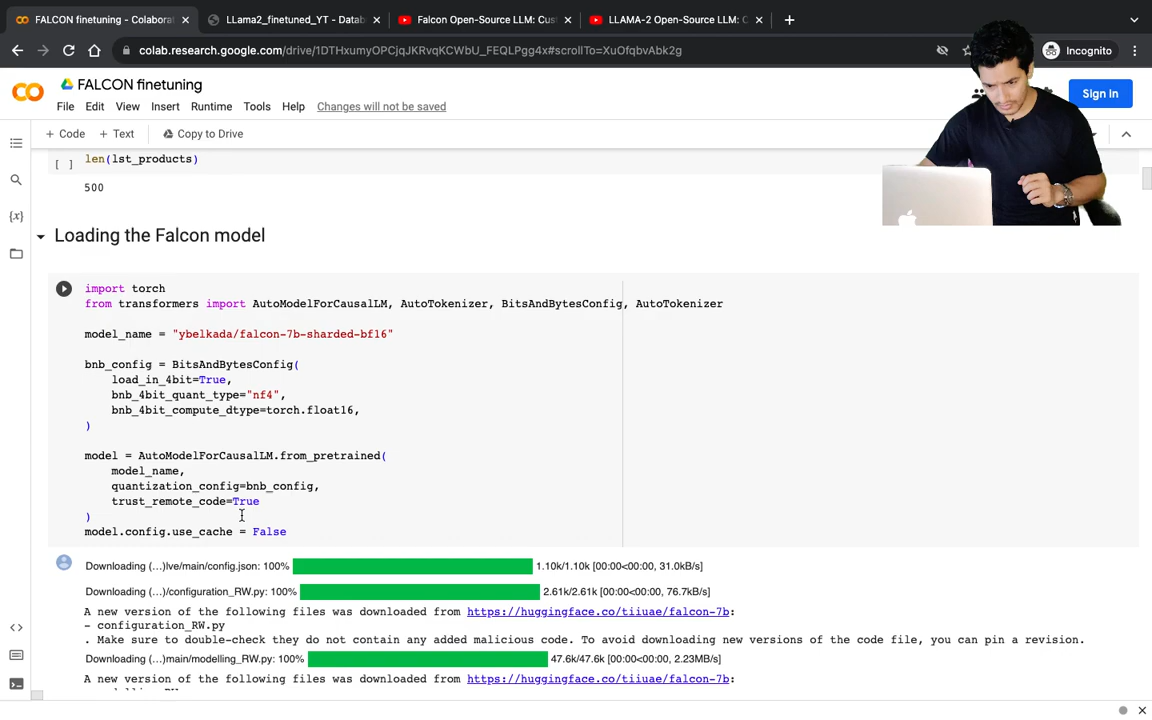 FALCON finetuning - Colaborat
LLama2_finetuned_YT - Datab
Falcon Open-Source LLM: Cus
LLAMA-2 Open-Source LLM: C
colab.research.google.com/drive/1DTHxumyOPCjqJKRvqKCWbU_FEQLPgg4x#scrollTo=XuOfqbvAbk2g
Incognito
FALCON finetuning
File Edit View Insert Runtime Tools Help Changes will not be saved
Sign In
+ Code + Text Copy to Drive
[ ] len(lst_products)
500
Loading the Falcon model
import torch
from transformers import AutoModelForCausalLM, AutoTokenizer, BitsAndBytesConfig, AutoTokenizer
model_name = "ybelkada/falcon-7b-sharded-bf16"
bnb_config = BitsAndBytesConfig(
load_in_4bit=True,
bnb_4bit_quant_type="nf4",
bnb_4bit_compute_dtype=torch.float16,
)
model = AutoModelForCausalLM.from_pretrained(
model_name,
quantization_config=bnb_config,
trust_remote_code=True
)
model.config.use_cache = False
Downloading (…)lve/main/config.json: 100% 1.10k/1.10k [00:00<00:00, 31.0kB/s]
Downloading (…)/configuration_RW.py: 100% 2.61k/2.61k [00:00<00:00, 76.7kB/s]
A new version of the following files was downloaded from https://huggingface.co/tiiuae/falcon-7b:
- configuration_RW.py
. Make sure to double-check they do not contain any added malicious code. To avoid downloading new versions of the code file, you can pin a revision.
Downloading (…)main/modelling_RW.py: 100% 47.6k/47.6k [00:00<00:00, 2.23MB/s]
A new version of the following files was downloaded from https://huggingface.co/tiiuae/falcon-7b: